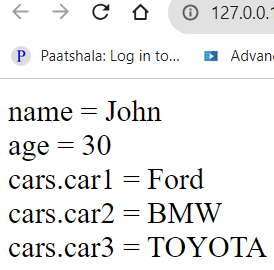 127.0.0.1
Paatshala: Log in to...
Advan
name = John
age = 30
cars.car1 = Ford
cars.car2 = BMW
cars.car3 = TOYOTA